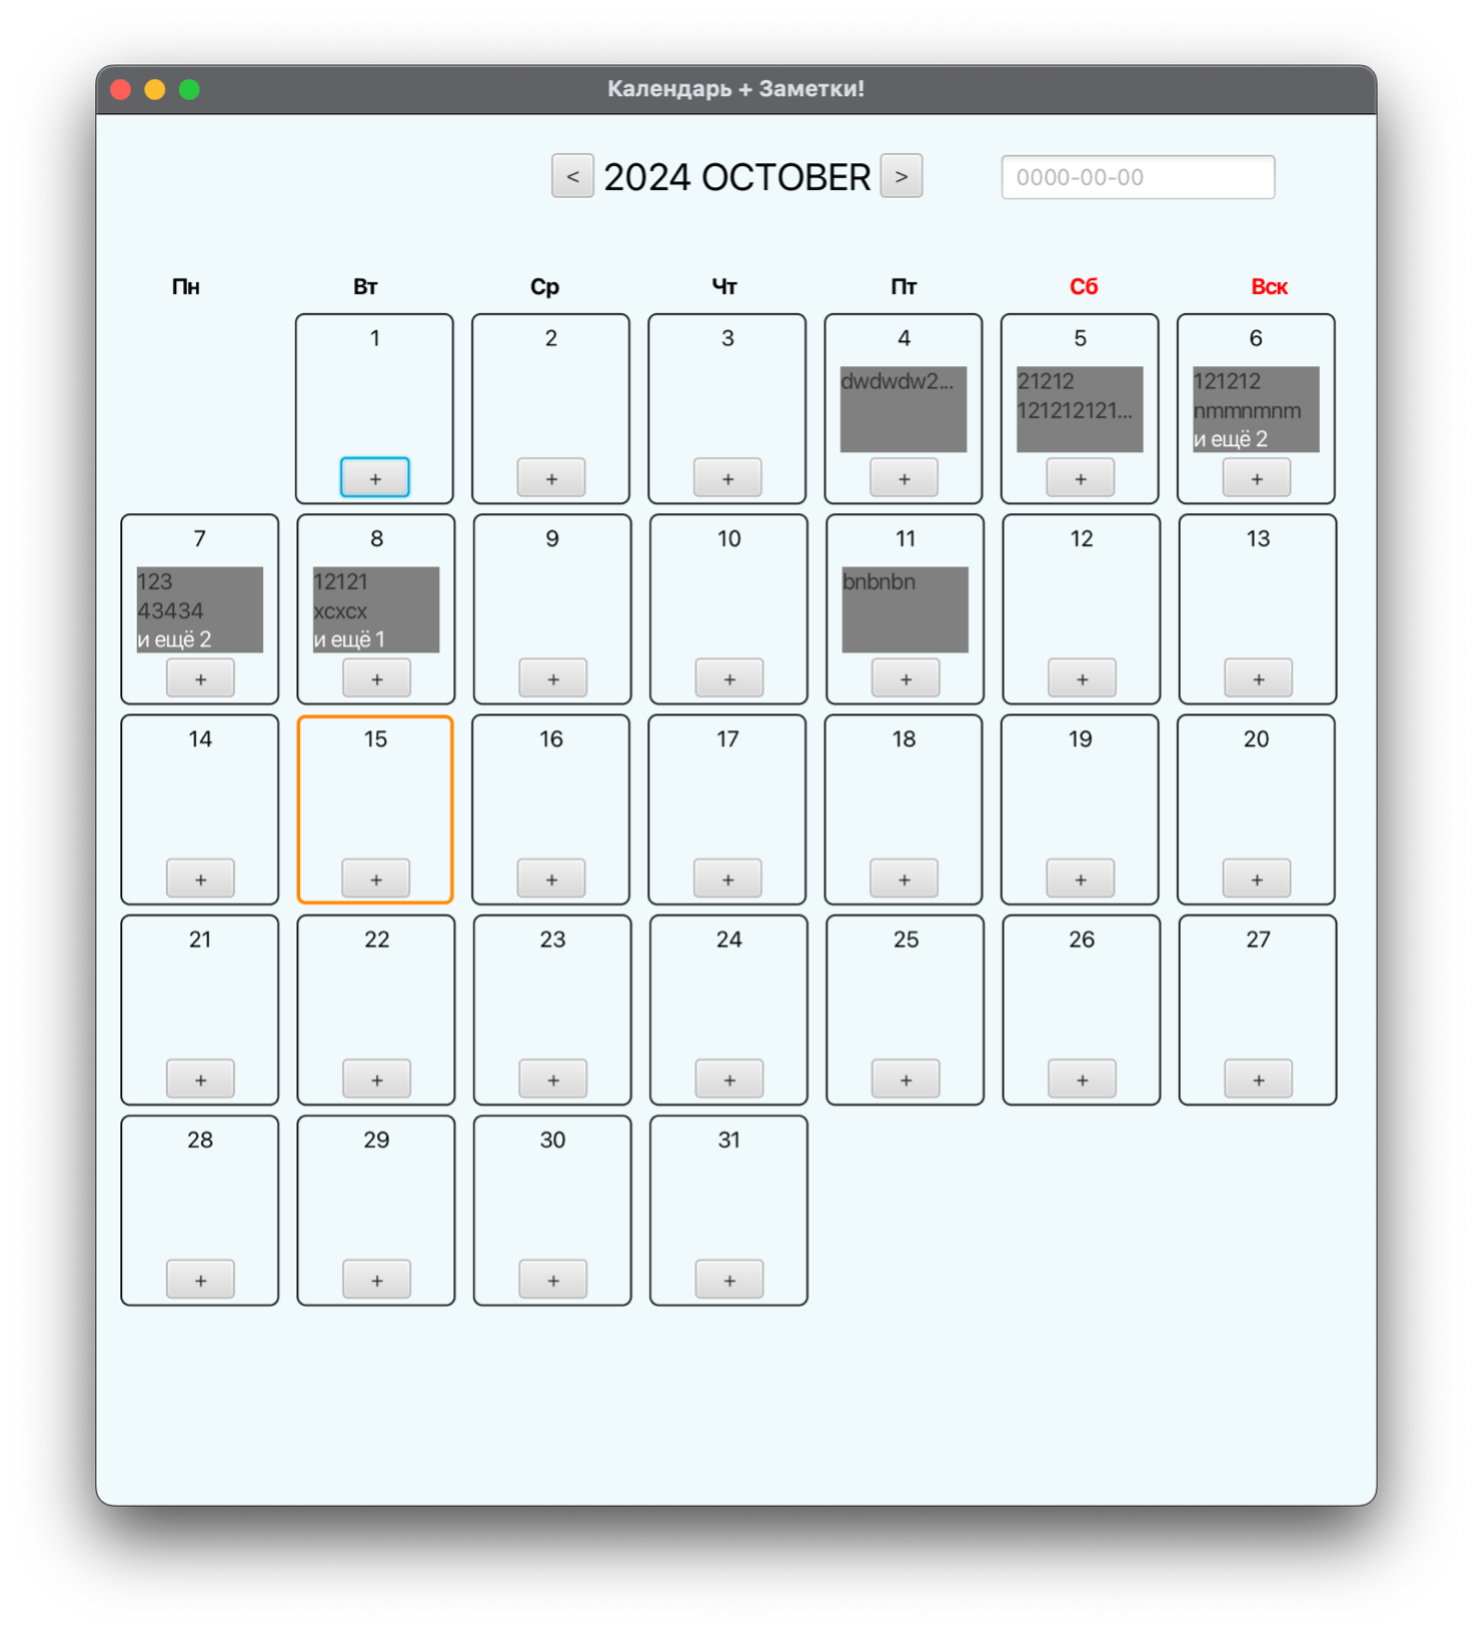 Календарь + Заметки!
< 2024 OCTOBER > 0000-00-00
Пн Вт Ср Чт Пт Сб Вск
1 2 3 4 5 6
dwdwdw2... 21212 121212
121212121... nmmnmnm
и ещё 2
+ + + + + +
7 8 9 10 11 12 13
123 12121 bnbnbn
43434 xcxcx
и ещё 2 и ещё 1
+ + + + + + +
14 15 16 17 18 19 20
+ + + + + + +
21 22 23 24 25 26 27
+ + + + + + +
28 29 30 31
+ + + +